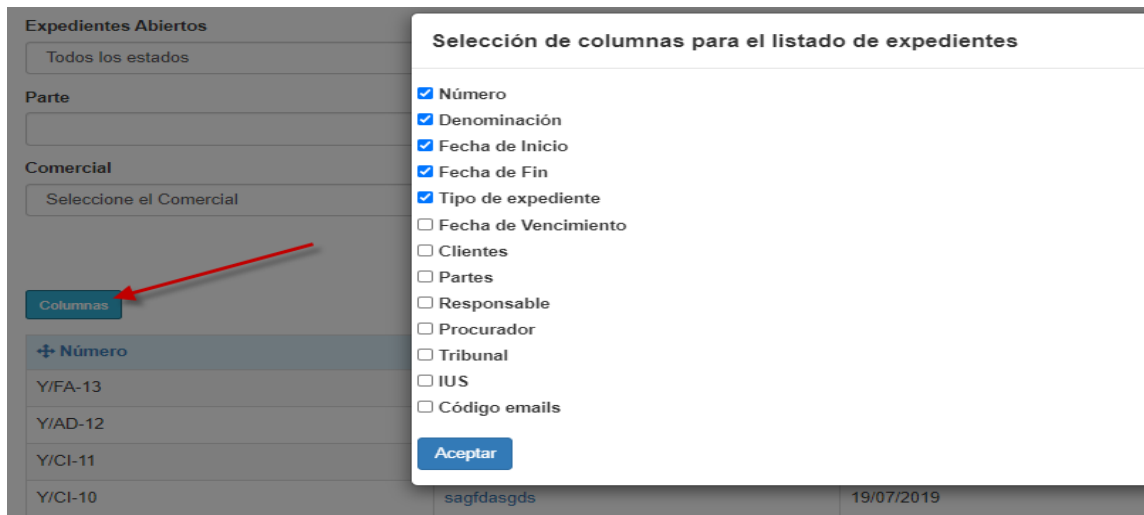 Expedientes Abiertos
Todos los estados
Parte
Comercial
Seleccione el Comercial
Columnas
Número
Y/FA-13
Y/AD-12
Y/CI-11
Y/CI-10
sagfdasgds
19/07/2019
Selección de columnas para el listado de expedientes
Número
Denominación
Fecha de Inicio
Fecha de Fin
Tipo de expediente
Fecha de Vencimiento
Clientes
Partes
Responsable
Procurador
Tribunal
IUS
Código emails
Aceptar